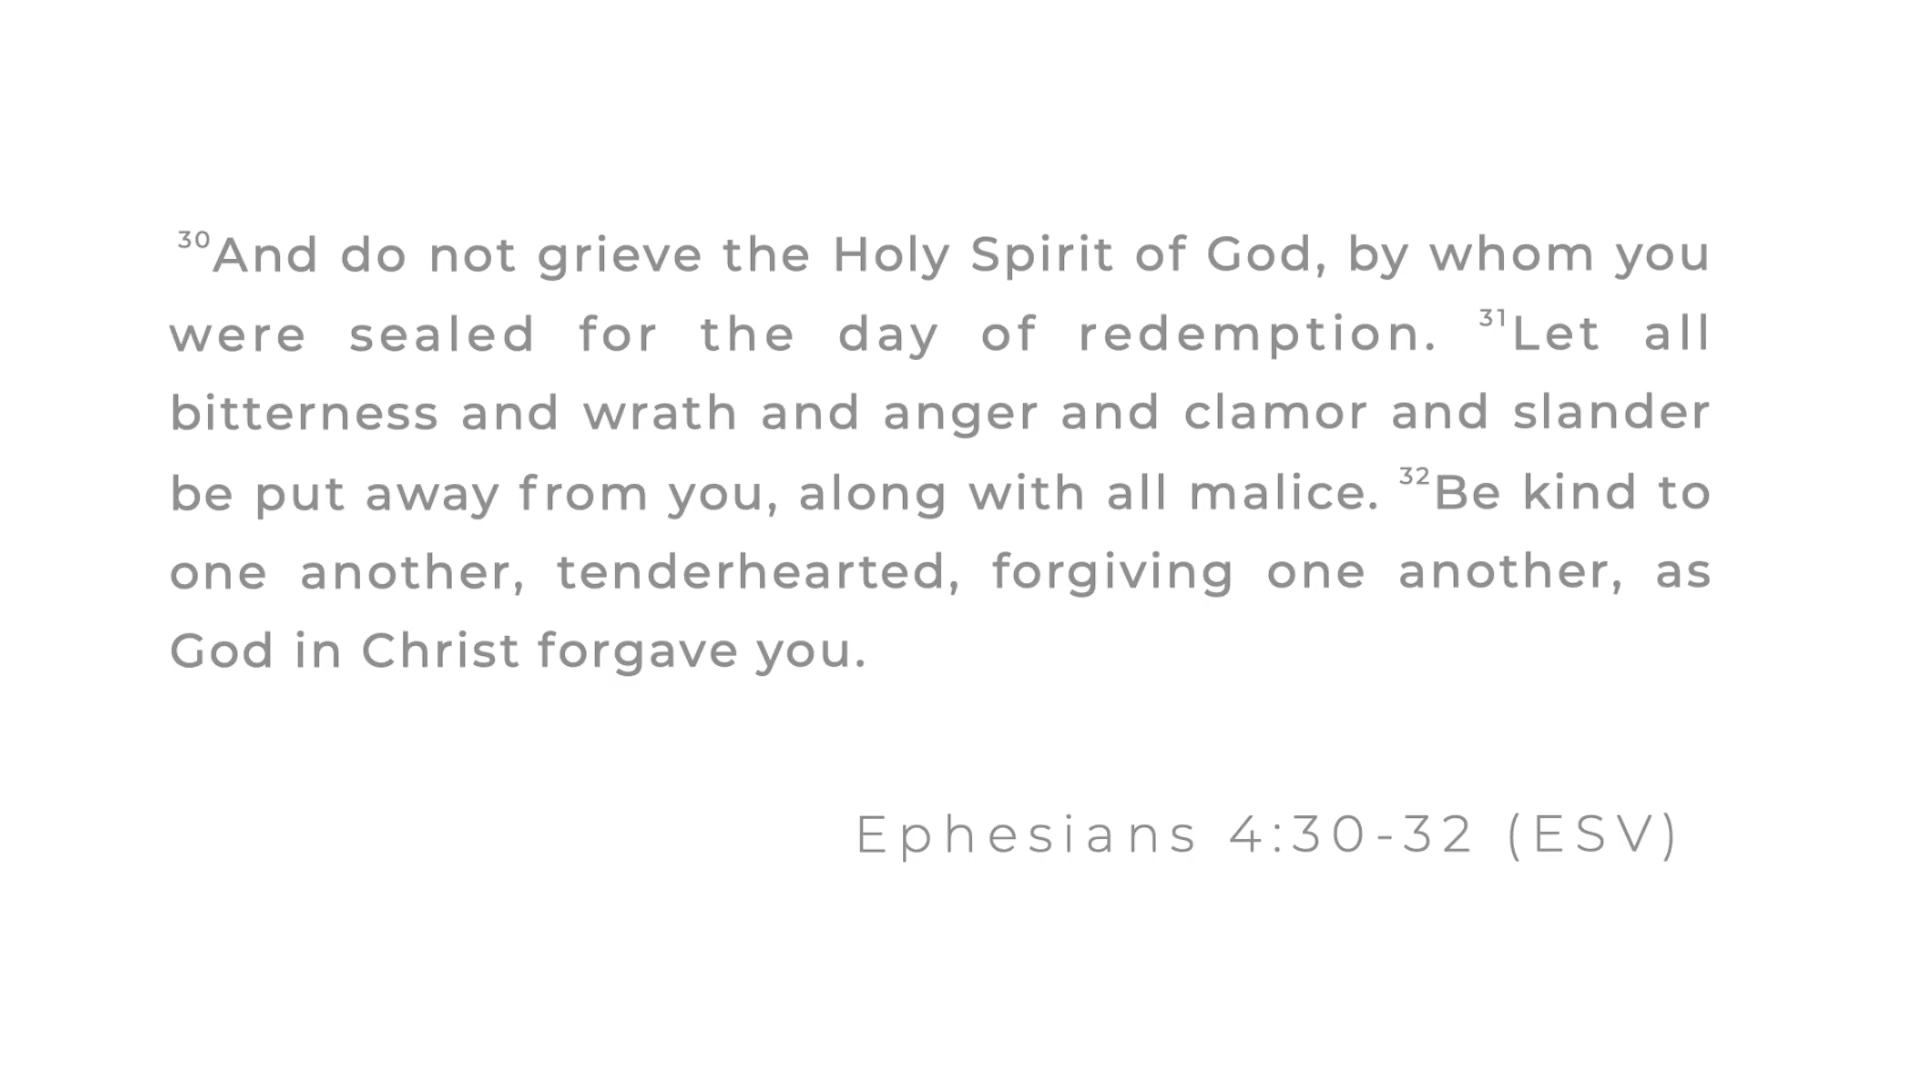 30And do not grieve the Holy Spirit of God, by whom you
were sealed for the day of redemption. 31Let all
bitterness and wrath and anger and clamor and slander
be put away from you, along with all malice. 32Be kind to
one another, tenderhearted, forgiving one another, as
God in Christ forgave you.
Ephesians 4:30-32 (ESV)